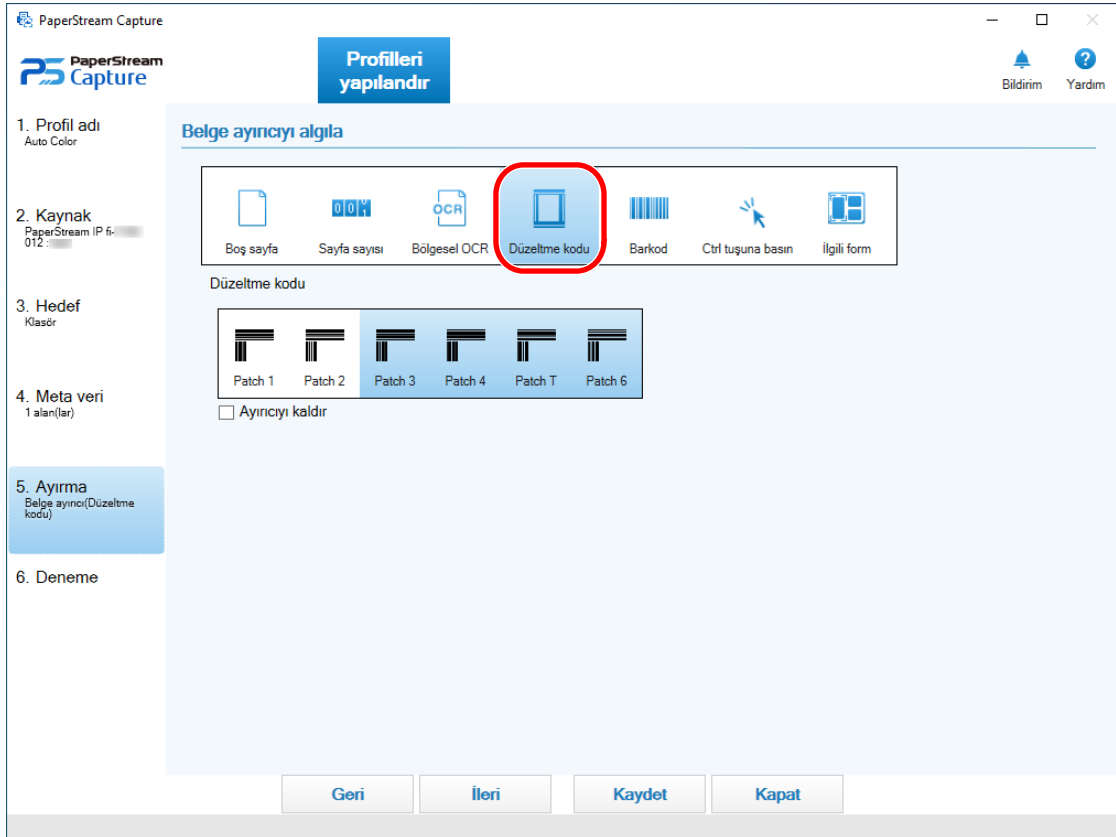 PaperStream Capture
PS PaperStream
Capture
Profilleri
yapılandır
Bildirim
Yardım
1. Profil adı
Auto Color
2. Kaynak
PaperStream IP fi-
012 :
3. Hedef
Klasör
4. Meta veri
1 alan(lar)
5. Ayırma
Belge ayırıcı(Düzeltme
kodu)
6. Deneme
Belge ayırıcıyı algıla
Boş sayfa
Sayfa sayısı
OCR
Bölgesel OCR
Düzeltme kodu
Barkod
Ctrl tuşuna basın
İlgili form
Düzeltme kodu
Patch 1
Patch 2
Patch 3
Patch 4
Patch T
Patch 6
Ayırıcıyı kaldır
Geri
İleri
Kaydet
Kapat